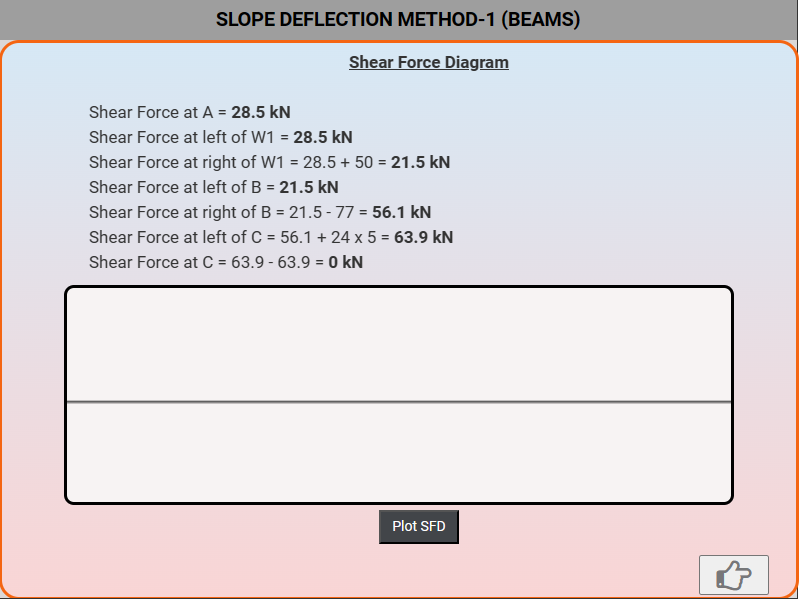 SLOPE DEFLECTION METHOD-1 (BEAMS)
Shear Force Diagram
Shear Force at A = 28.5 kN
Shear Force at left of W1 = 28.5 kN
Shear Force at right of W1 = 28.5 + 50 = 21.5 kN
Shear Force at left of B = 21.5 kN
Shear Force at right of B = 21.5 - 77 = 56.1 kN
Shear Force at left of C = 56.1 + 24 x 5 = 63.9 kN
Shear Force at C = 63.9 - 63.9 = 0 kN
Plot SFD